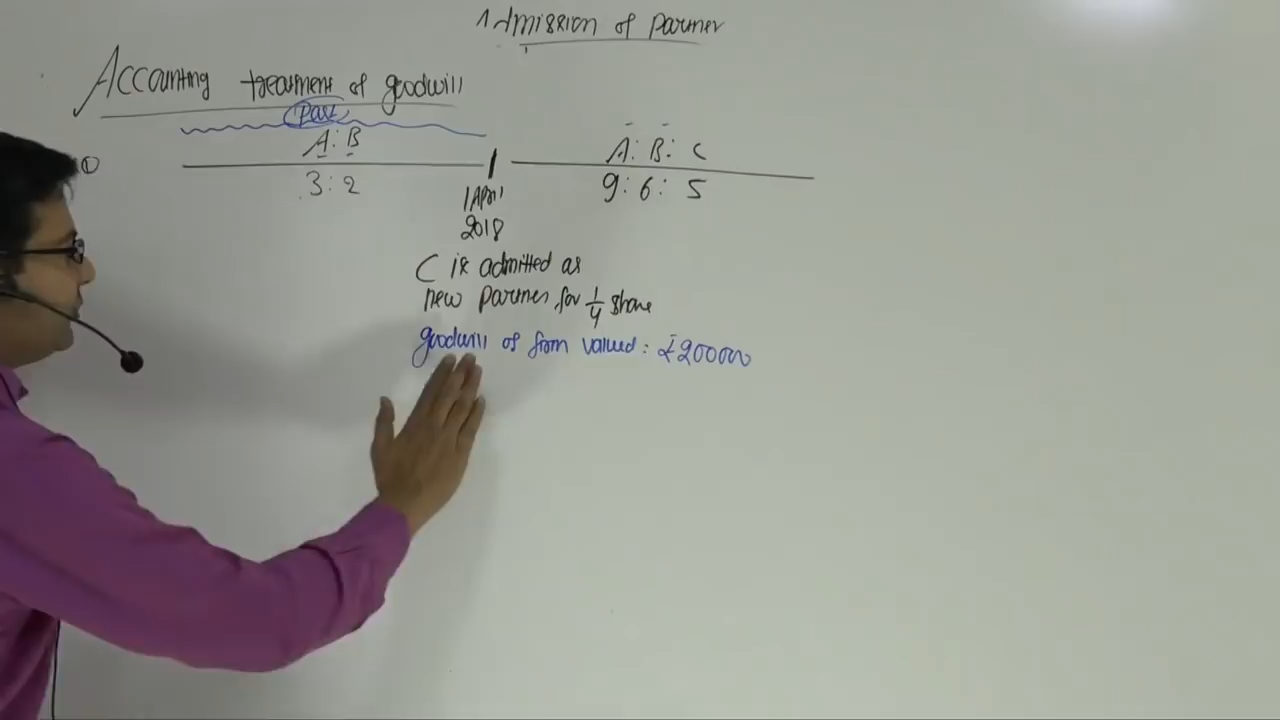 Admission of Partner
Accounting treatment of goodwill
Past
A : B
A : B : C
①
3 : 2
9 : 6 : 5
1 April
2018
C is admitted as
new Partner for 1/4 share
goodwill of firm valued : ₹200000